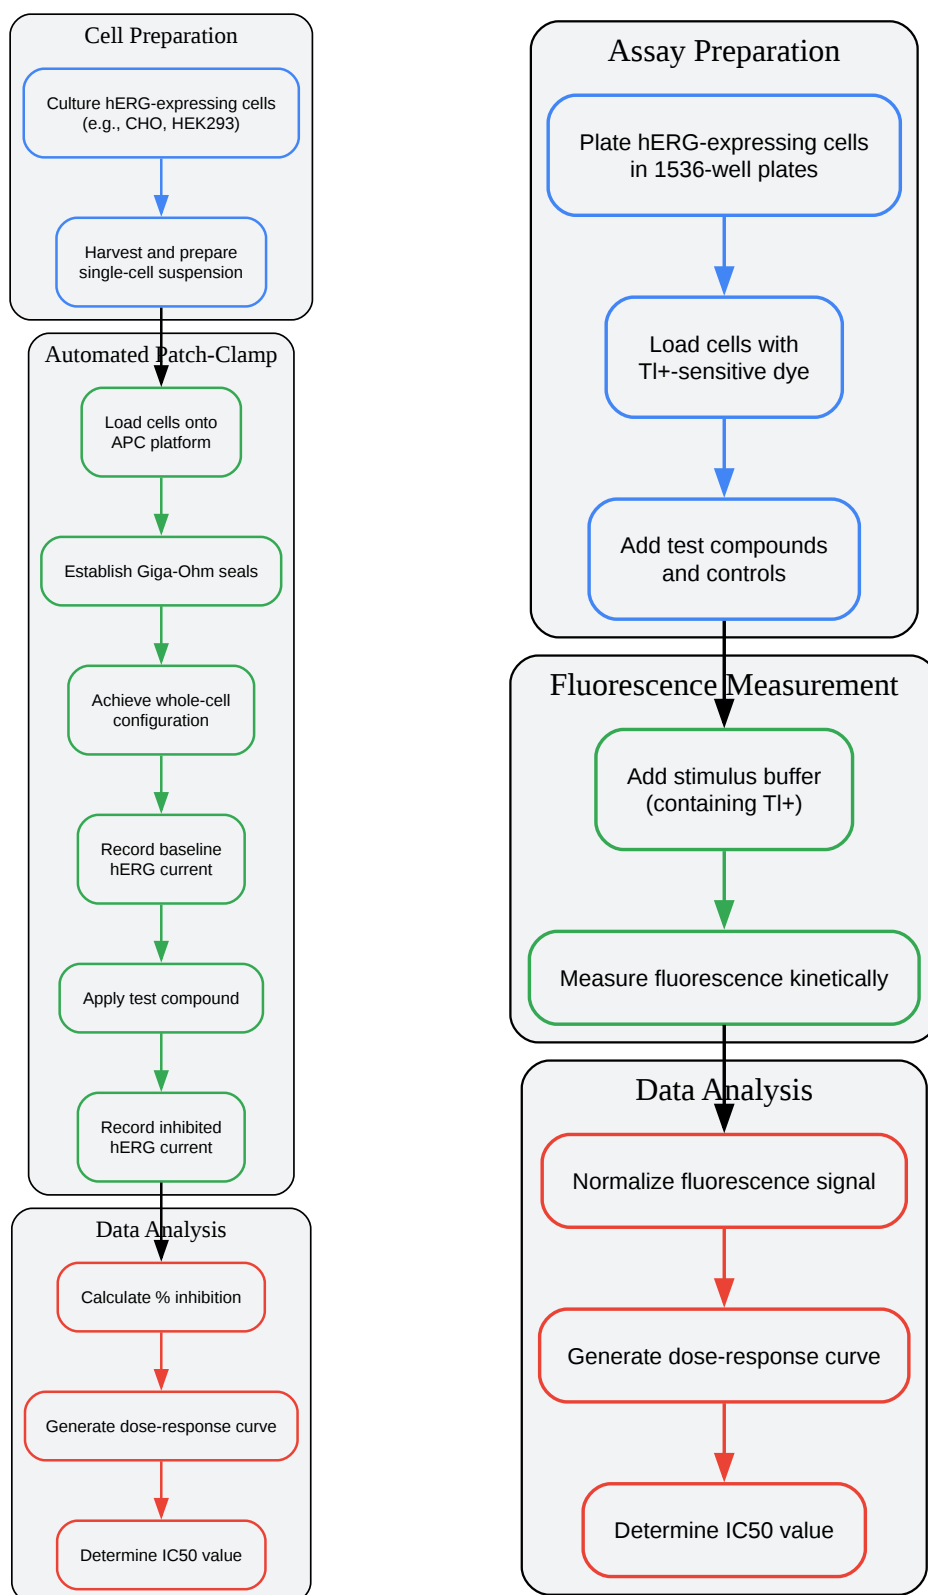 Cell Preparation
Culture hERG-expressing cells
(e.g., CHO, HEK293)
Harvest and prepare
single-cell suspension
Automated Patch-Clamp
Load cells onto
APC platform
Establish Giga-Ohm seals
Achieve whole-cell
configuration
Record baseline
hERG current
Apply test compound
Record inhibited
hERG current
Data Analysis
Calculate % inhibition
Generate dose-response curve
Determine IC50 value
Assay Preparation
Plate hERG-expressing cells
in 1536-well plates
Load cells with
Tl+-sensitive dye
Add test compounds
and controls
Fluorescence Measurement
Add stimulus buffer
(containing Tl+)
Measure fluorescence kinetically
Data Analysis
Normalize fluorescence signal
Generate dose-response curve
Determine IC50 value